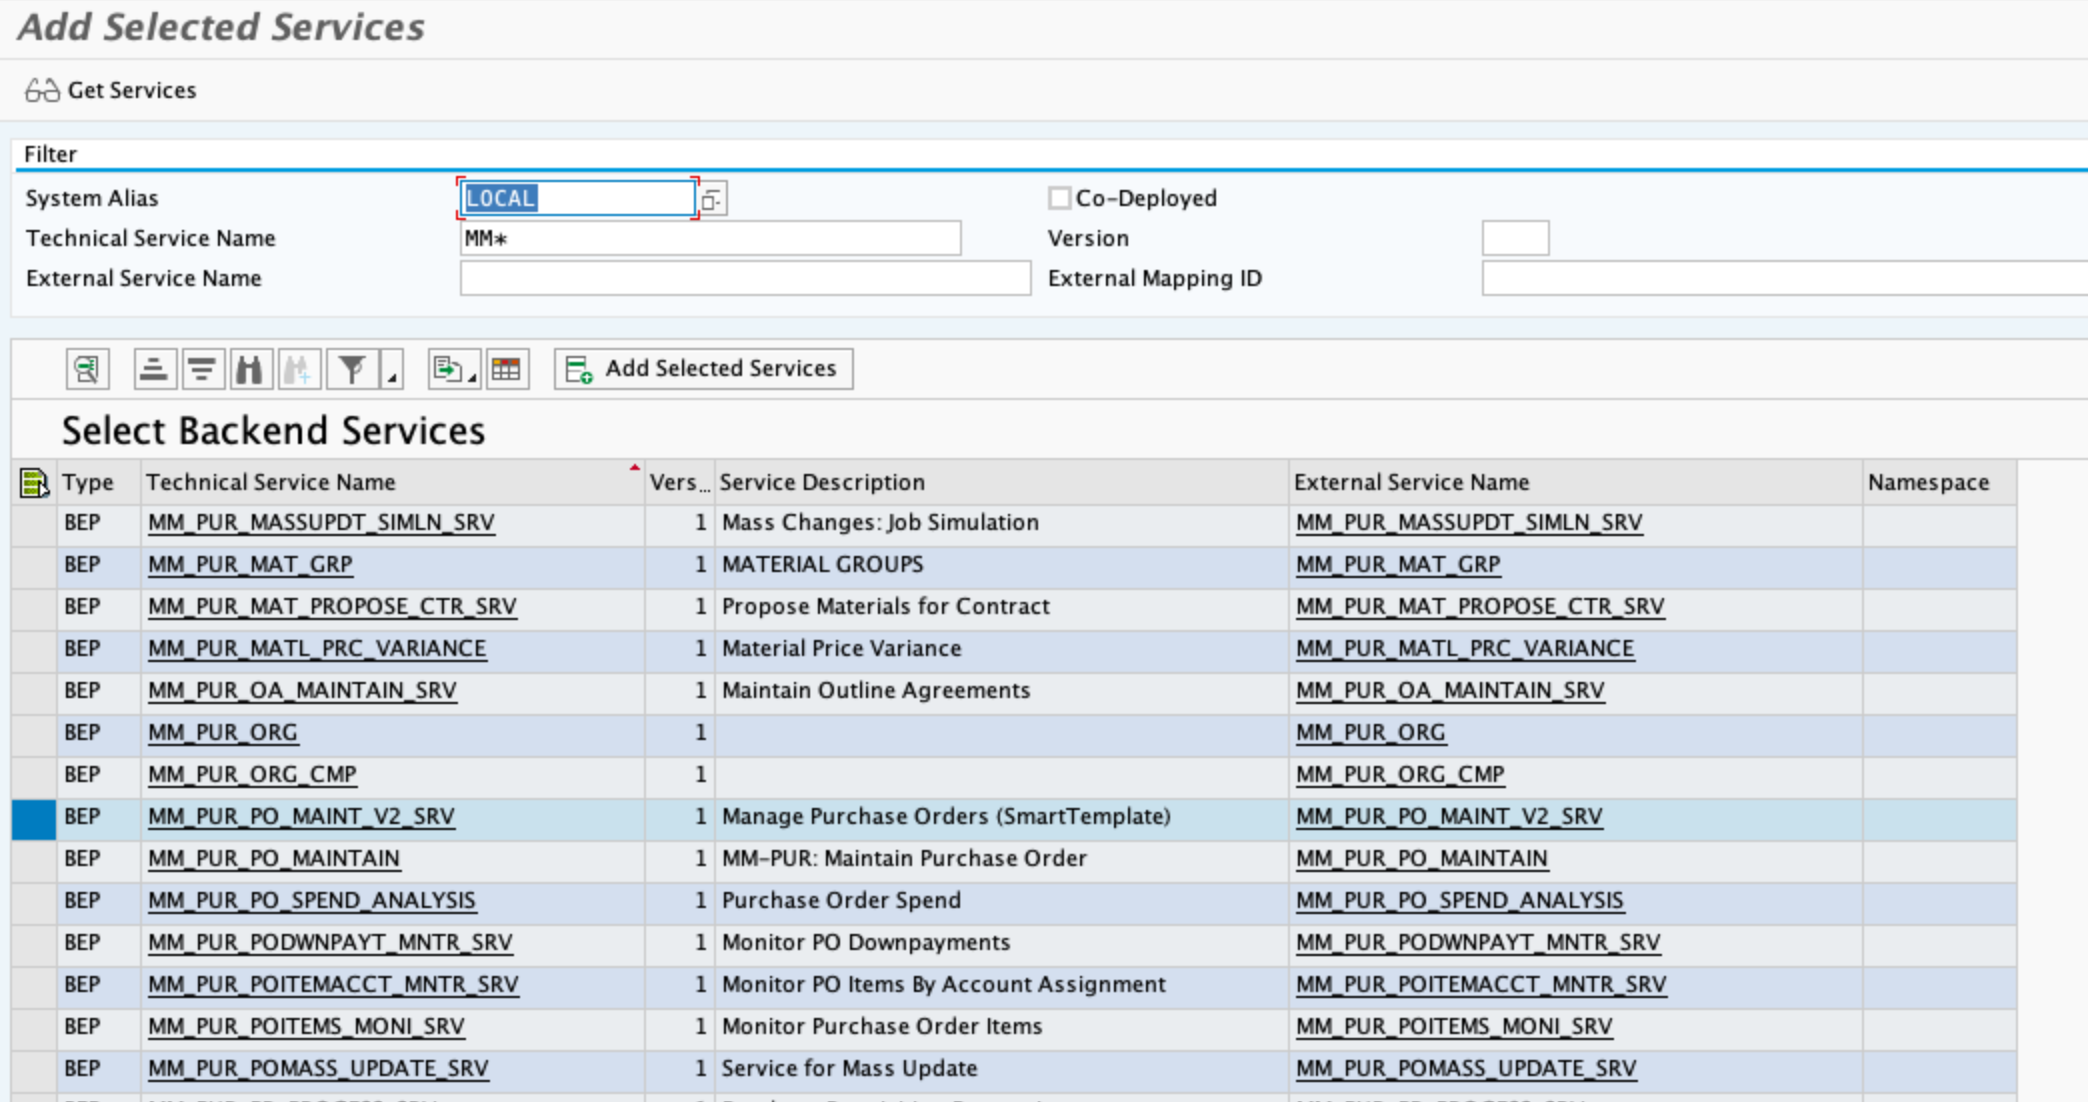 Add Selected Services
Get Services
Filter
System Alias LOCAL Co-Deployed
Technical Service Name MM* Version
External Service Name External Mapping ID
Add Selected Services
Select Backend Services
Type Technical Service Name Vers... Service Description External Service Name Namespace
BEP MM_PUR_MASSUPDT_SIMLN_SRV 1 Mass Changes: Job Simulation MM_PUR_MASSUPDT_SIMLN_SRV
BEP MM_PUR_MAT_GRP 1 MATERIAL GROUPS MM_PUR_MAT_GRP
BEP MM_PUR_MAT_PROPOSE_CTR_SRV 1 Propose Materials for Contract MM_PUR_MAT_PROPOSE_CTR_SRV
BEP MM_PUR_MATL_PRC_VARIANCE 1 Material Price Variance MM_PUR_MATL_PRC_VARIANCE
BEP MM_PUR_OA_MAINTAIN_SRV 1 Maintain Outline Agreements MM_PUR_OA_MAINTAIN_SRV
BEP MM_PUR_ORG 1 MM_PUR_ORG
BEP MM_PUR_ORG_CMP 1 MM_PUR_ORG_CMP
BEP MM_PUR_PO_MAINT_V2_SRV 1 Manage Purchase Orders (SmartTemplate) MM_PUR_PO_MAINT_V2_SRV
BEP MM_PUR_PO_MAINTAIN 1 MM-PUR: Maintain Purchase Order MM_PUR_PO_MAINTAIN
BEP MM_PUR_PO_SPEND_ANALYSIS 1 Purchase Order Spend MM_PUR_PO_SPEND_ANALYSIS
BEP MM_PUR_PODWNPAYT_MNTR_SRV 1 Monitor PO Downpayments MM_PUR_PODWNPAYT_MNTR_SRV
BEP MM_PUR_POITEMACCT_MNTR_SRV 1 Monitor PO Items By Account Assignment MM_PUR_POITEMACCT_MNTR_SRV
BEP MM_PUR_POITEMS_MONI_SRV 1 Monitor Purchase Order Items MM_PUR_POITEMS_MONI_SRV
BEP MM_PUR_POMASS_UPDATE_SRV 1 Service for Mass Update MM_PUR_POMASS_UPDATE_SRV